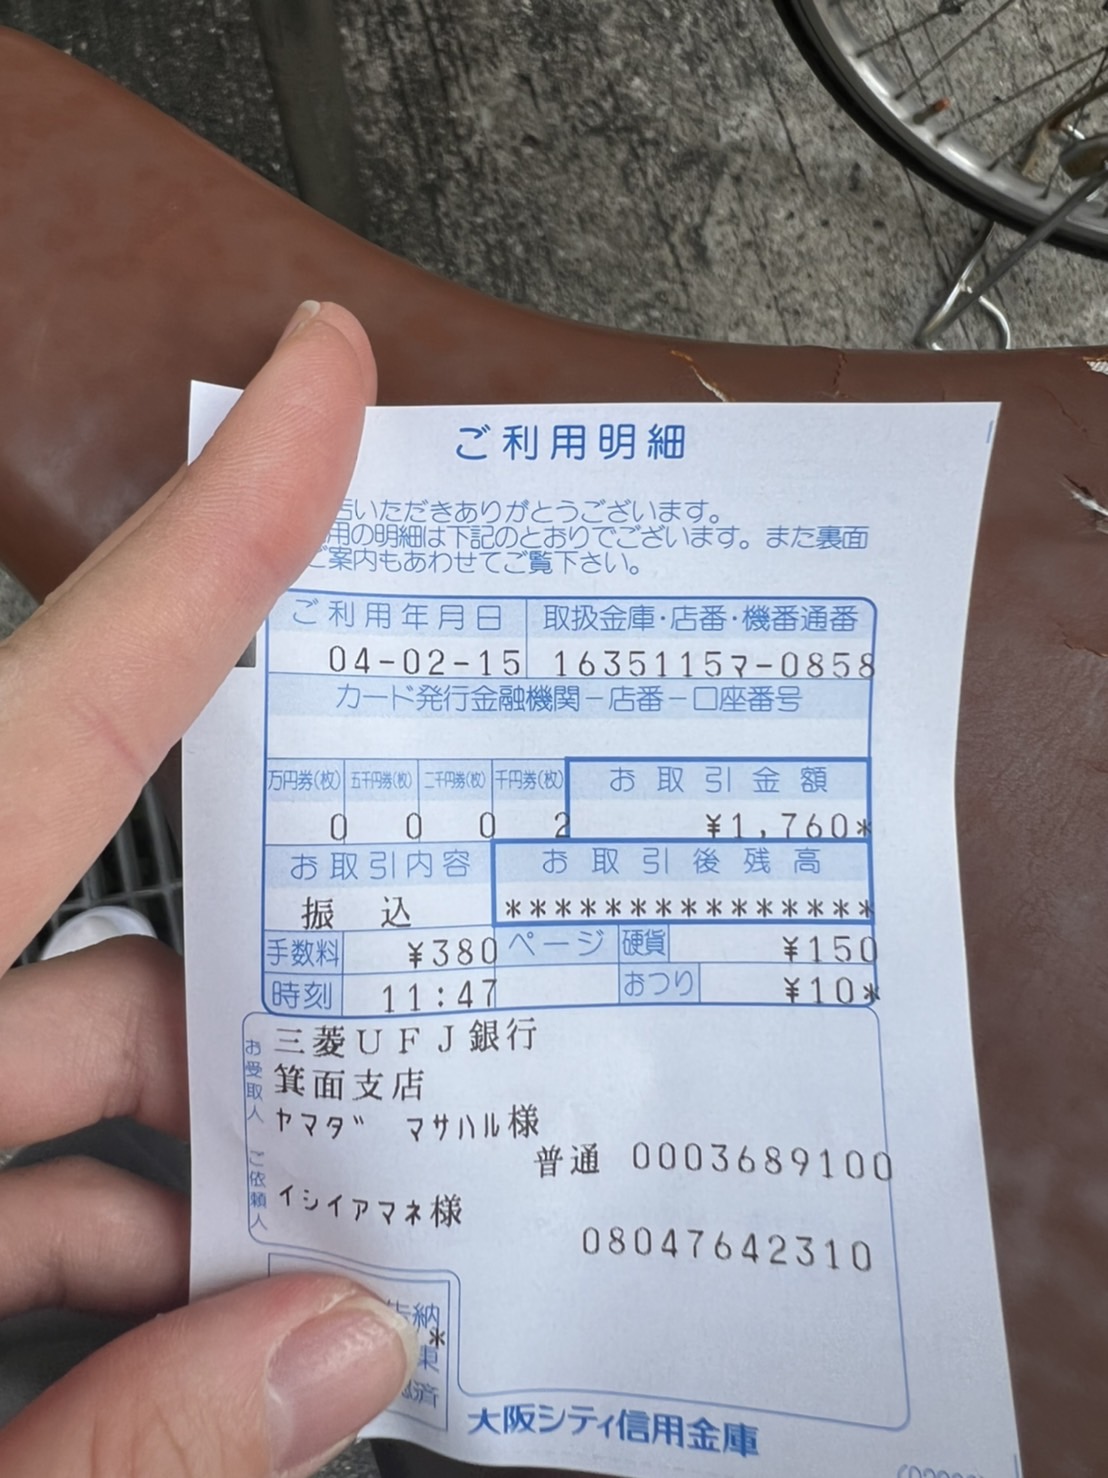 ご利用明細
いただきありがとうございます。
用の明細は下記のとおりでございます。また裏面
ご案内もあわせてご覧下さい。
ご利用年月日 取扱金庫・店番・機番通番
04-02-15 1635115マ-0858
カード発行金融機関－店番－口座番号
万円券(枚) 五千円券(枚) 二千円券(枚) 千円券(枚) お取引金額
0 0 0 2 ¥1,760*
お取引内容 お取引後残高
振込 ***************
手数料 ¥380 ページ 硬貨 ¥150
時刻 11:47 おつり ¥10*
お受取人
三菱UFJ銀行
箕面支店
ヤマダ マサハル様
普通 0003689100
ご依頼人
イシイアマネ様
08047642310
納
*
済
大阪シティ信用金庫